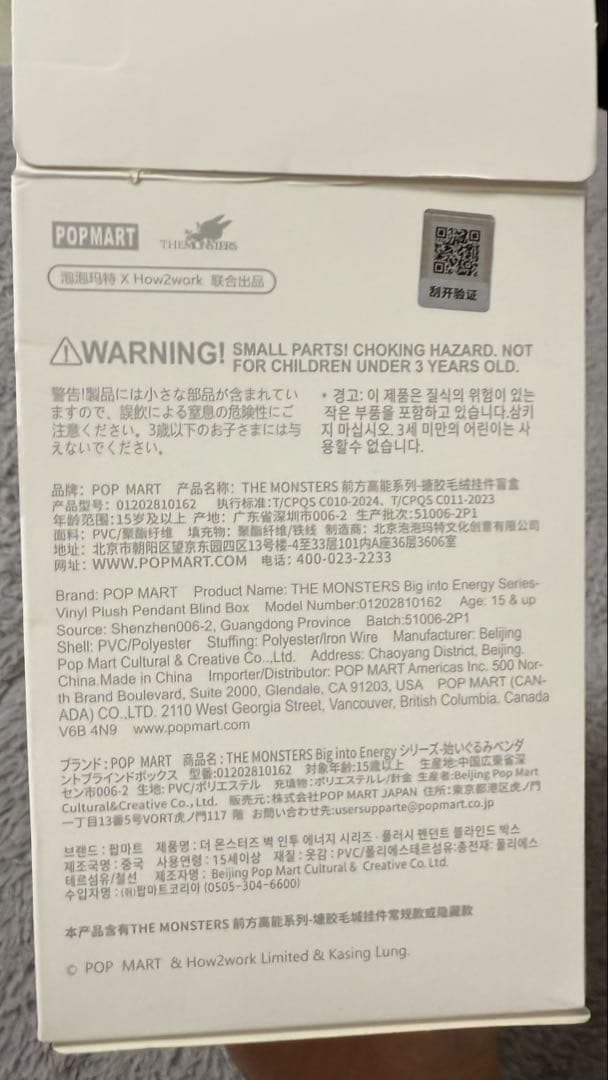 POPMART
THE MONSTERS
泡泡玛特 X How2work 联合出品
刮开验证
WARNING! SMALL PARTS! CHOKING HAZARD. NOT
FOR CHILDREN UNDER 3 YEARS OLD.
警告!製品には小さな部品が含まれてい
ますので、誤飲による窒息の危険性にご
注意ください。3歳以下のお子さまには与
えないでください。
* 경고: 이 제품은 질식의 위험이 있는
작은 부품을 포함하고 있습니다.삼키
지 마십시오. 3세 미만의 어린이는 사
용할수 없습니다.
品牌: POP MART 产品名称: THE MONSTERS 前方高能系列-搪胶毛绒挂件盲盒
产品型号: 01202810162 执行标准:T/CPQS C010-2024、T/CPQS C011-2023
年龄范围:15岁及以上 产地: 广东省深圳市006-2 生产批次:51006-2P1
面料: PVC/聚酯纤维 填充物: 聚酯纤维/铁线 制造商: 北京泡泡玛特文化创意有限公司
地址: 北京市朝阳区望京东园四区13号楼-4至33层101内A座36层3606室
网址: WWW.POPMART.COM 电话: 400-023-2233
Brand: POP MART Product Name: THE MONSTERS Big into Energy Series-
Vinyl Plush Pendant Blind Box Model Number:01202810162 Age: 15 & up
Source: Shenzhen006-2, Guangdong Province Batch:51006-2P1
Shell: PVC/Polyester Stuffing: Polyester/Iron Wire Manufacturer: Belijing
Pop Mart Cultural & Creative Co.,Ltd. Address: Chaoyang District, Beijing.
China.Made in China Importer/Distributor: POP MART Americas Inc. 500 Nor-
th Brand Boulevard, Suite 2000, Glendale, CA 91203, USA POP MART (CAN-
ADA) CO.,LTD. 2110 West Georgia Street, Vancouver, British Columbia. Canada
V6B 4N9 www.popmart.com
ブランド: POP MART 商品名: THE MONSTERS Big into Energy シリーズ-始いぐるみペンダ
ントブラインドボックス 型番:01202810162 対象年齢:15歳以上 生産地:中国広東省深
セン市006-2 生地: PVC/ポリエステル 充填物: ポリエステルレ/針金 生産者:Beijing Pop Mart
Cultural&Creative Co., Ltd. 販売元:株式会社POP MART JAPAN 住所:東京都港区虎ノ門
一丁目13番5号VORT虎ノ門117 階 お問い合わせ先:usersupparte@popmart.co.jp
브랜드 : 팝마트 제품명 : 더 몬스터즈 벽 인투 에너지 시리즈 · 플러시 펜던트 블라인드 박스
제조국명 : 중국 사용연령 : 15세이상 재질 : 옷감 : PVC/폴리에스테르섬유:충전재: 폴리에스
테르섬유/철선 제조자명 : Beijing Pop Mart Cultural & Creative Co. Ltd.
수입자명 : ㈜팝마트코리아 (0505-304-6600)
本产品含有THE MONSTERS 前方高能系列-搪胶毛城挂件常规款或隐藏款
© POP MART & How2work Limited & Kasing Lung.